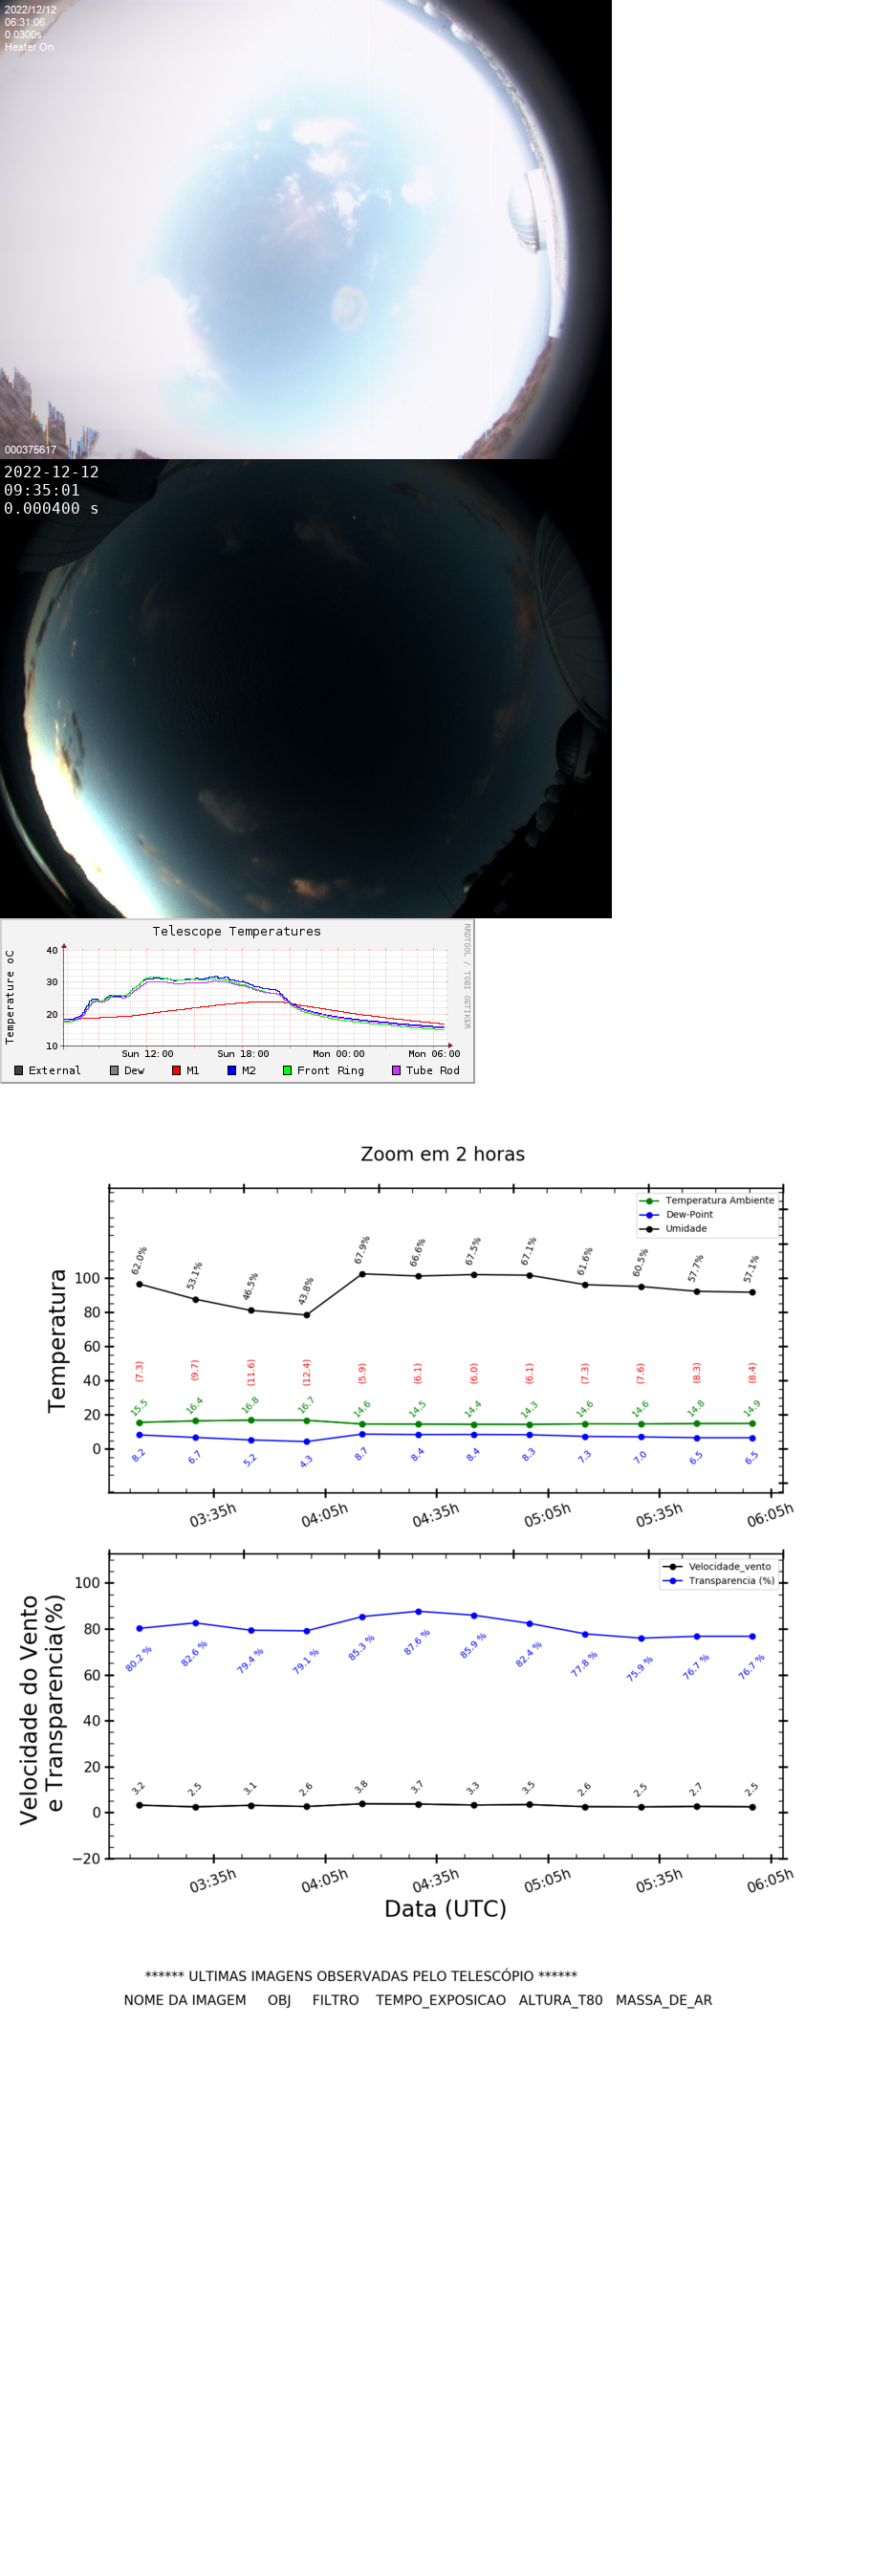 2022/12/12
06:31:06
0.0300s
Heater On
000375617
2022-12-12
09:35:01
0.000400 s
Telescope Temperatures
RRDTOOL / TOBI OETIKER
Temperature oC
40
30
20
10
Sun 12:00 Sun 18:00 Mon 00:00 Mon 06:00
External Dew M1 M2 Front Ring Tube Rod
Zoom em 2 horas
Temperatura Ambiente
Dew-Point
Umidade
Temperatura
100
80
60
40
20
0
62.0% 53.1% 46.5% 43.8% 67.9% 66.6% 67.5% 67.1% 61.6% 60.5% 57.7% 57.1%
(7.3) (9.7) (11.6) (12.4) (5.9) (6.1) (6.0) (6.1) (7.3) (7.6) (8.3) (8.4)
15.5 16.4 16.8 16.7 14.6 14.5 14.4 14.3 14.6 14.6 14.8 14.9
8.2 6.7 5.2 4.3 8.7 8.4 8.4 8.3 7.3 7.0 6.5 6.5
03:35h 04:05h 04:35h 05:05h 05:35h 06:05h
Velocidade_vento
Transparencia (%)
Velocidade do Vento
e Transparencia(%)
100
80
60
40
20
0
−20
80.2 % 82.6 % 79.4 % 79.1 % 85.3 % 87.6 % 85.9 % 82.4 % 77.8 % 75.9 % 76.7 % 76.7 %
3.2 2.5 3.1 2.6 3.8 3.7 3.3 3.5 2.6 2.5 2.7 2.5
03:35h 04:05h 04:35h 05:05h 05:35h 06:05h
Data (UTC)
****** ULTIMAS IMAGENS OBSERVADAS PELO TELESCÓPIO ******
NOME DA IMAGEM OBJ FILTRO TEMPO_EXPOSICAO ALTURA_T80 MASSA_DE_AR